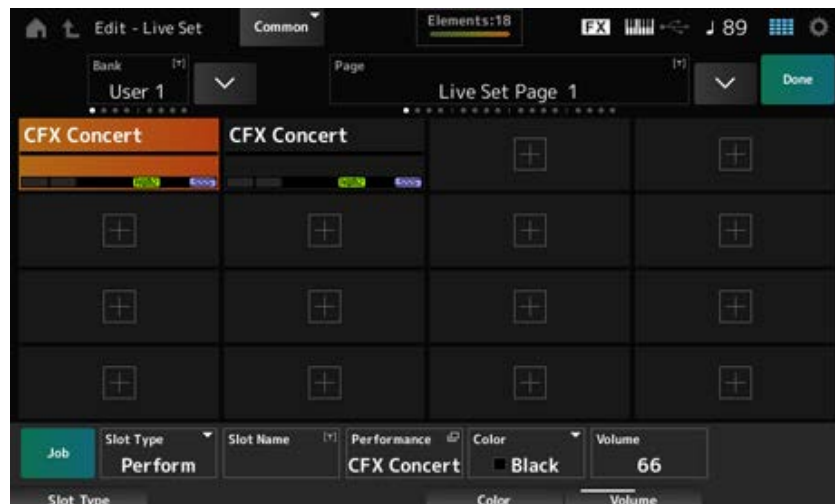 Edit - Live Set
Common
Elements:18
FX
♩ 89
Bank
User 1
Page
Live Set Page 1
Done
CFX Concert
CFX Concert
Job
Slot Type
Perform
Slot Name
Performance
CFX Concert
Color
Black
Volume
66
Slot Type
Color
Volume